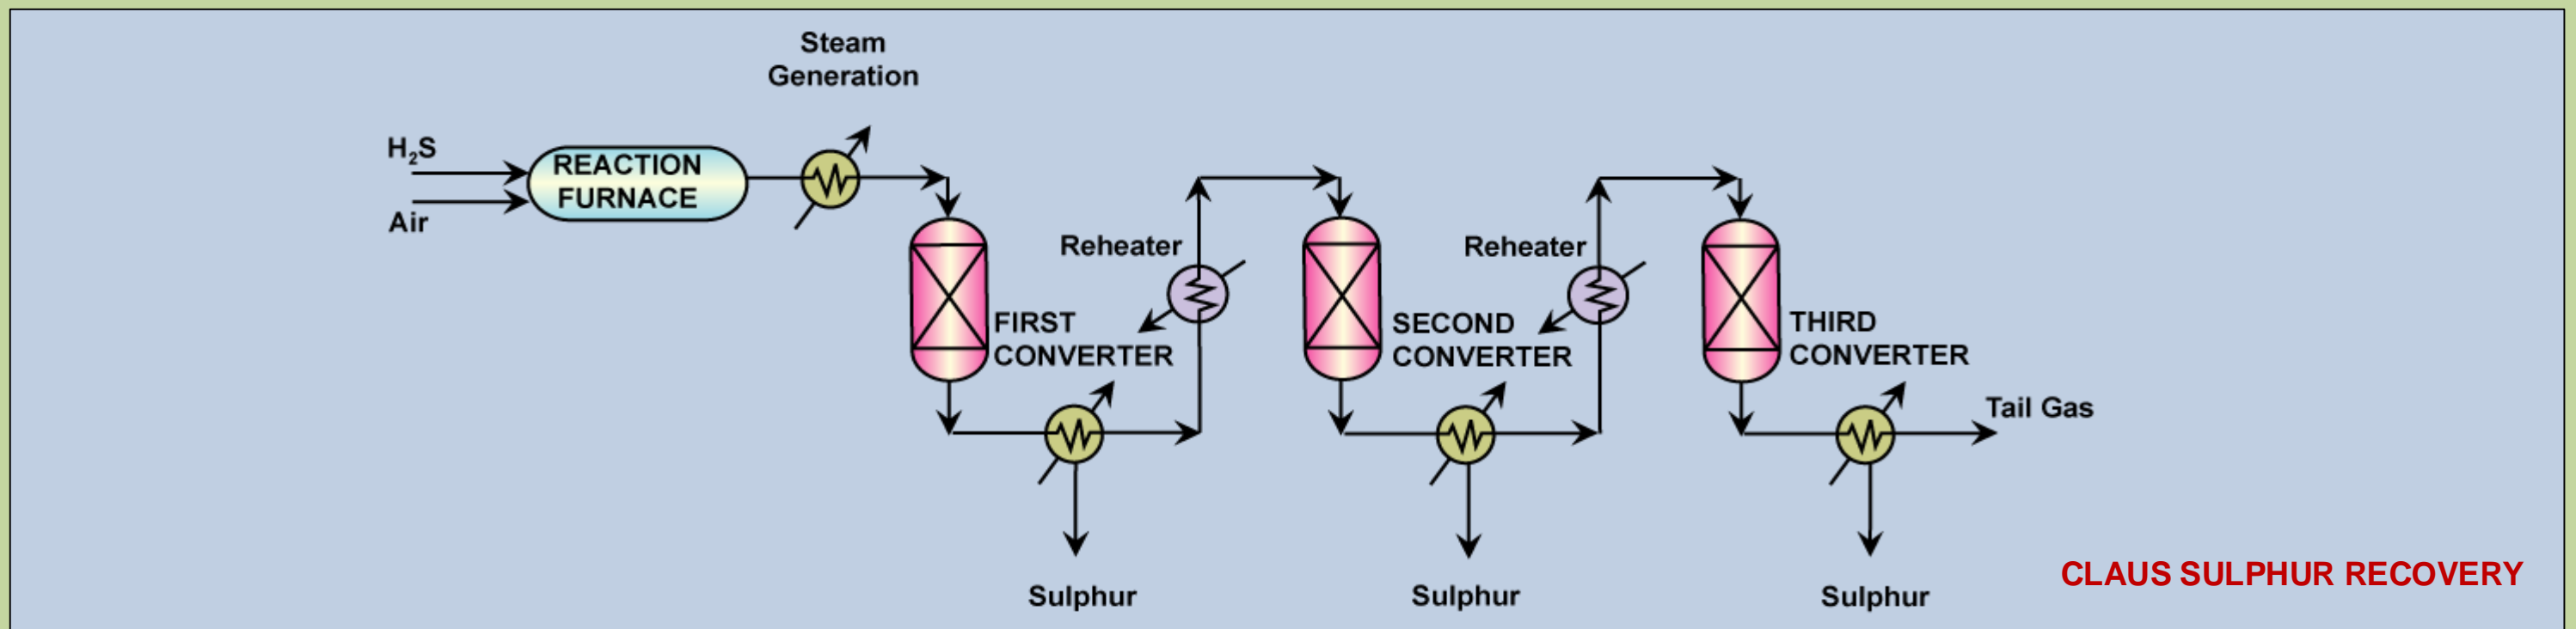 Steam
Generation
H₂S
Air
REACTION
FURNACE
Reheater
FIRST
CONVERTER
Reheater
SECOND
CONVERTER
THIRD
CONVERTER
Tail Gas
Sulphur
Sulphur
Sulphur
CLAUS SULPHUR RECOVERY